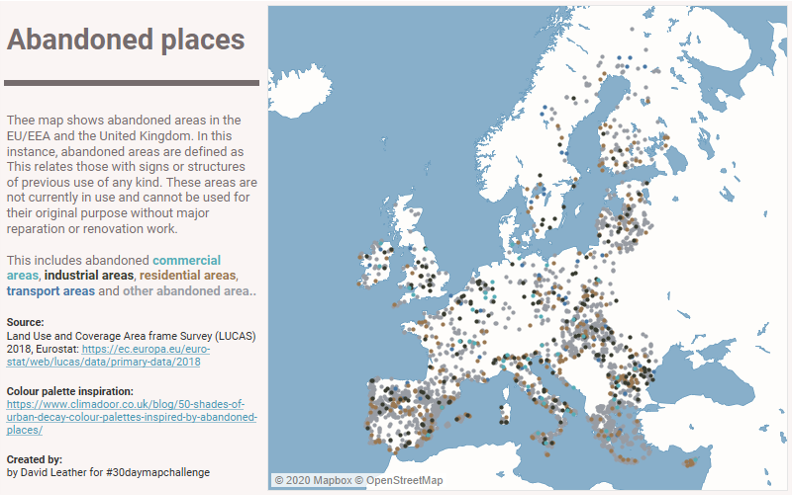 Abandoned places
Thee map shows abandoned areas in the
EU/EEA and the United Kingdom. In this
instance, abandoned areas are defined as
This relates those with signs or structures
of previous use of any kind. These areas are
not currently in use and cannot be used for
their original purpose without major
reparation or renovation work.
This includes abandoned commercial
areas, industrial areas, residential areas,
transport areas and other abandoned area..
Source:
Land Use and Coverage Area frame Survey (LUCAS)
2018, Eurostat: https://ec.europa.eu/euro-
stat/web/lucas/data/primary-data/2018
Colour palette inspiration:
https://www.climadoor.co.uk/blog/50-shades-of-
urban-decay-colour-palettes-inspired-by-abandoned-
places/
Created by:
by David Leather for #30daymapchallenge
© 2020 Mapbox © OpenStreetMap